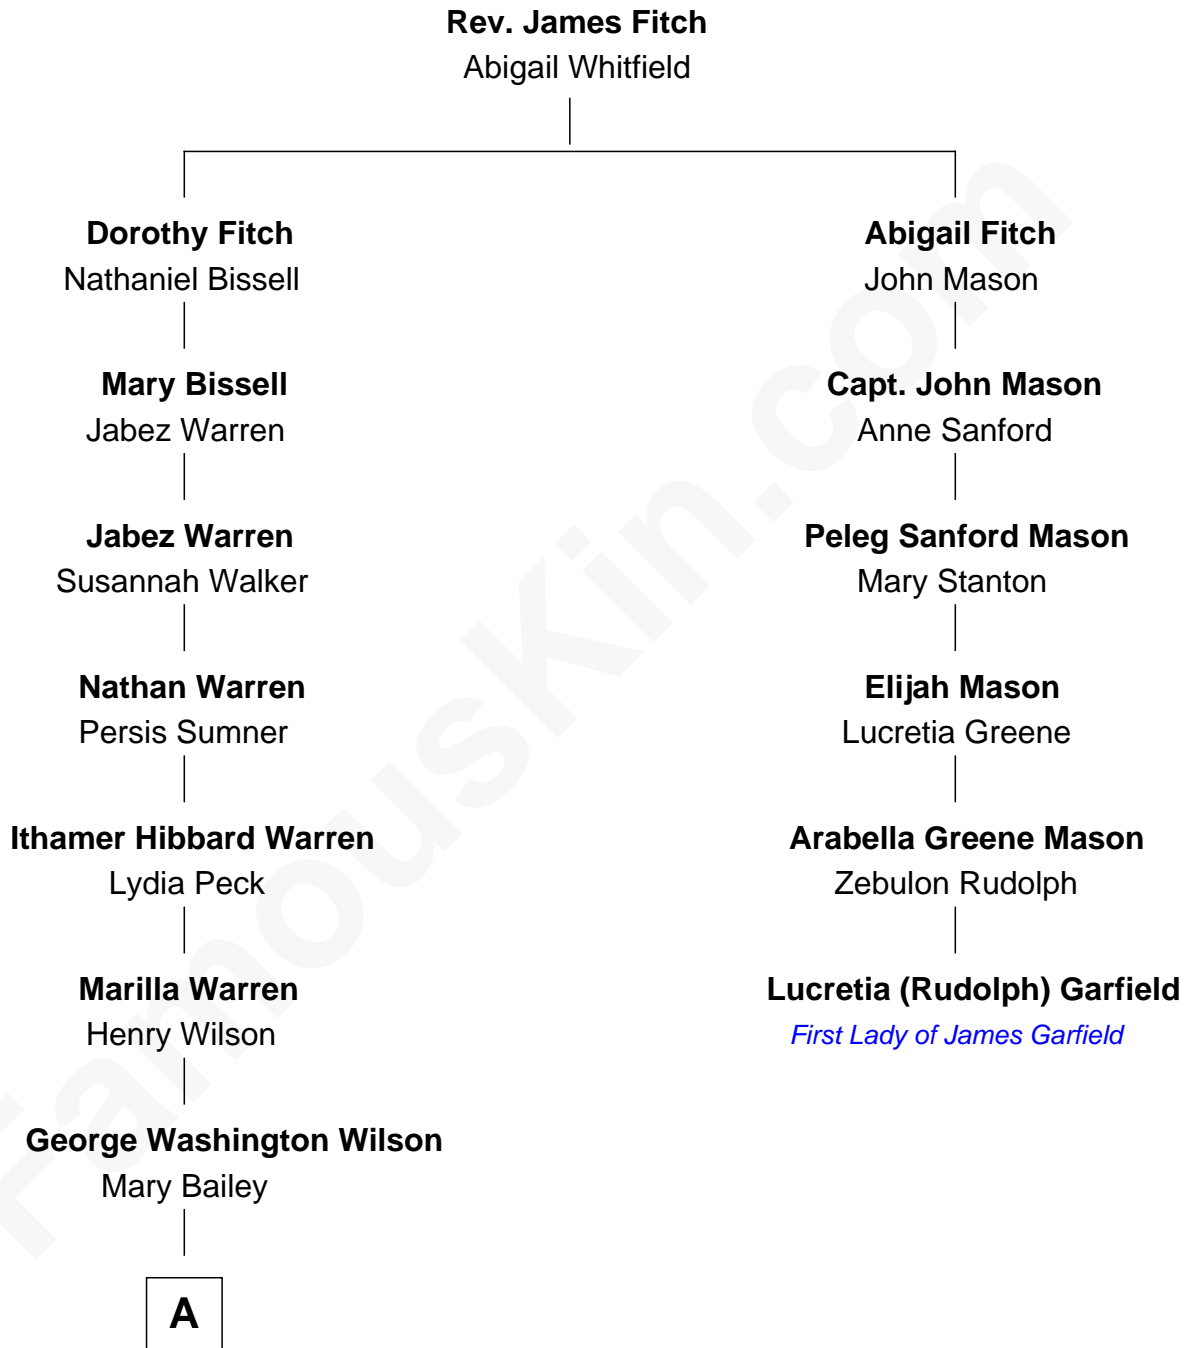 Rev. James Fitch
Abigail Whitfield
Dorothy Fitch
Nathaniel Bissell
Abigail Fitch
John Mason
Mary Bissell
Jabez Warren
Capt. John Mason
Anne Sanford
Jabez Warren
Susannah Walker
Peleg Sanford Mason
Mary Stanton
Nathan Warren
Persis Sumner
Elijah Mason
Lucretia Greene
Ithamer Hibbard Warren
Lydia Peck
Arabella Greene Mason
Zebulon Rudolph
Marilla Warren
Henry Wilson
Lucretia (Rudolph) Garfield
First Lady of James Garfield
George Washington Wilson
Mary Bailey
A
FamousKin.com